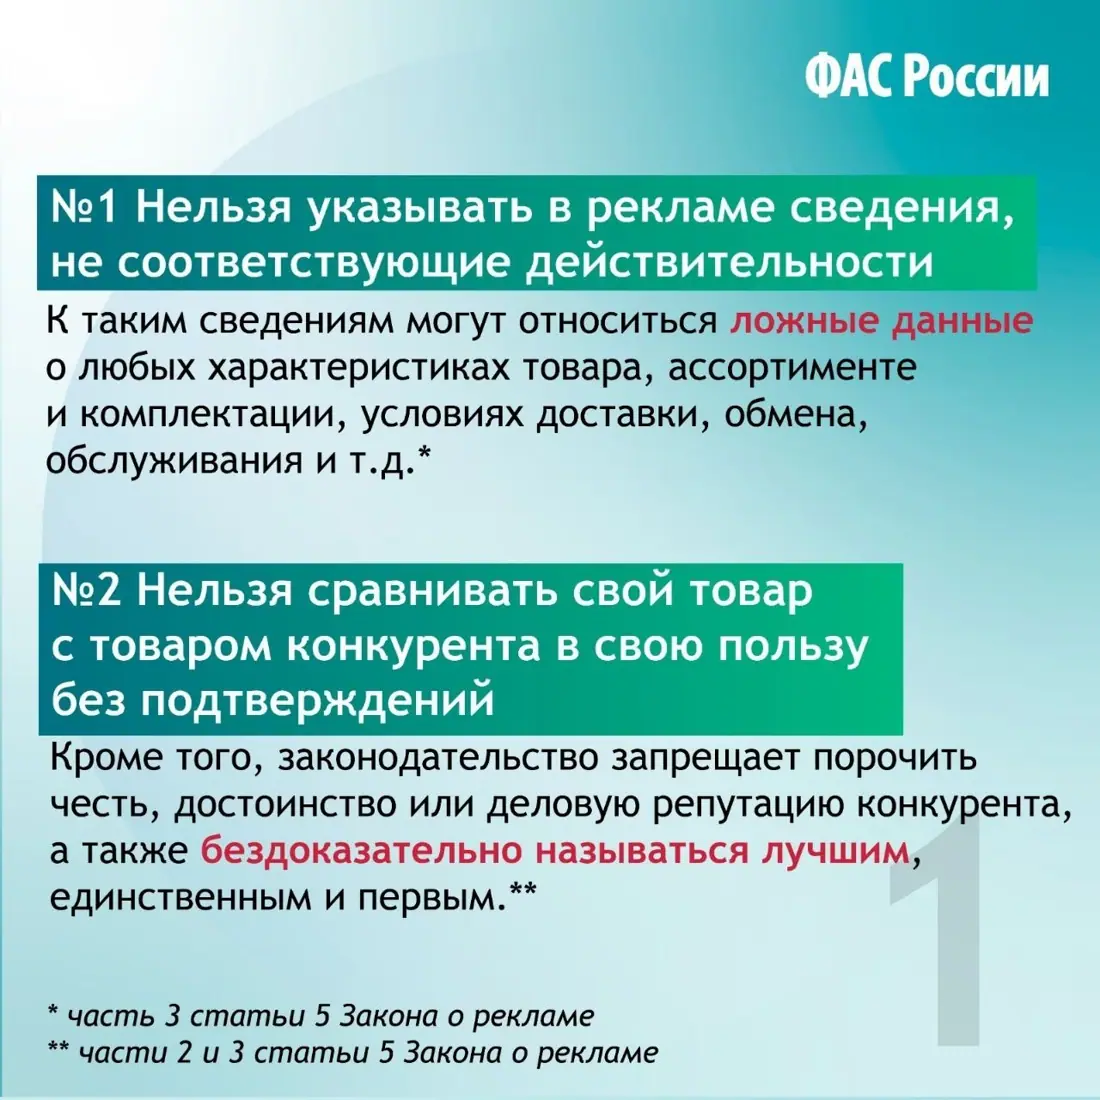 ФАС России
№1 Нельзя указывать в рекламе сведения,
не соответствующие действительности
К таким сведениям могут относиться ложные данные
о любых характеристиках товара, ассортименте
и комплектации, условиях доставки, обмена,
обслуживания и т.д.*
№2 Нельзя сравнивать свой товар
с товаром конкурента в свою пользу
без подтверждений
Кроме того, законодательство запрещает порочить
честь, достоинство или деловую репутацию конкурента,
а также бездоказательно называться лучшим,
единственным и первым.**
1
* часть 3 статьи 5 Закона о рекламе
** части 2 и 3 статьи 5 Закона о рекламе